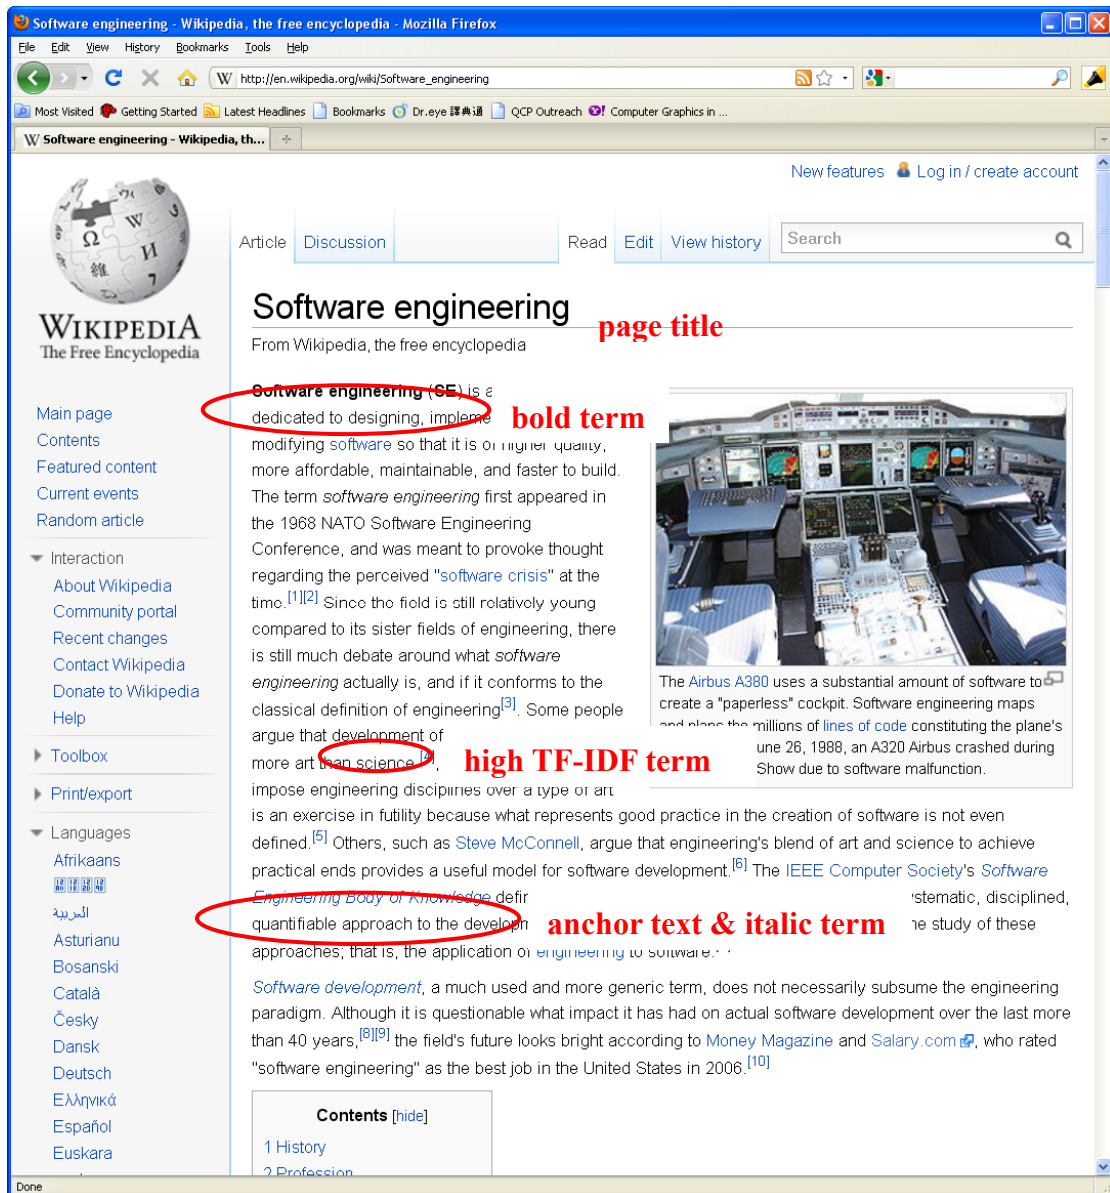 Software engineering - Wikipedia, the free encyclopedia - Mozilla Firefox
File Edit View History Bookmarks Tools Help
W http://en.wikipedia.org/wiki/Software_engineering
Most Visited Getting Started Latest Headlines Bookmarks Dr.eye 譯典通 QCP Outreach Computer Graphics in ...
W Software engineering - Wikipedia, th...
New features Log in / create account
Article Discussion Read Edit View history Search
WIKIPEDIA
The Free Encyclopedia
Main page
Contents
Featured content
Current events
Random article
Interaction
About Wikipedia
Community portal
Recent changes
Contact Wikipedia
Donate to Wikipedia
Help
Toolbox
Print/export
Languages
Afrikaans
العربية
Asturianu
Bosanski
Català
Česky
Dansk
Deutsch
Ελληνικά
Español
Euskara
Software engineering
page title
From Wikipedia, the free encyclopedia
Software engineering (SE) is a
dedicated to designing, impleme
bold term
modifying software so that it is of higher quality,
more affordable, maintainable, and faster to build.
The term software engineering first appeared in
the 1968 NATO Software Engineering
Conference, and was meant to provoke thought
regarding the perceived "software crisis" at the
time.[1][2] Since the field is still relatively young
compared to its sister fields of engineering, there
is still much debate around what software
engineering actually is, and if it conforms to the
classical definition of engineering[3]. Some people
argue that development of
more art than science [4],
high TF-IDF term
impose engineering disciplines over a type of art
The Airbus A380 uses a substantial amount of software to
create a "paperless" cockpit. Software engineering maps
and plans the millions of lines of code constituting the plane's
une 26, 1988, an A320 Airbus crashed during
Show due to software malfunction.
is an exercise in futility because what represents good practice in the creation of software is not even
defined.[5] Others, such as Steve McConnell, argue that engineering's blend of art and science to achieve
practical ends provides a useful model for software development.[6] The IEEE Computer Society's Software
Engineering Body of Knowledge defir stematic, disciplined,
quantifiable approach to the developm anchor text & italic term he study of these
approaches; that is, the application of engineering to software.
Software development, a much used and more generic term, does not necessarily subsume the engineering
paradigm. Although it is questionable what impact it has had on actual software development over the last more
than 40 years,[8][9] the field's future looks bright according to Money Magazine and Salary.com, who rated
"software engineering" as the best job in the United States in 2006.[10]
Contents [hide]
1 History
2 Profession
Done